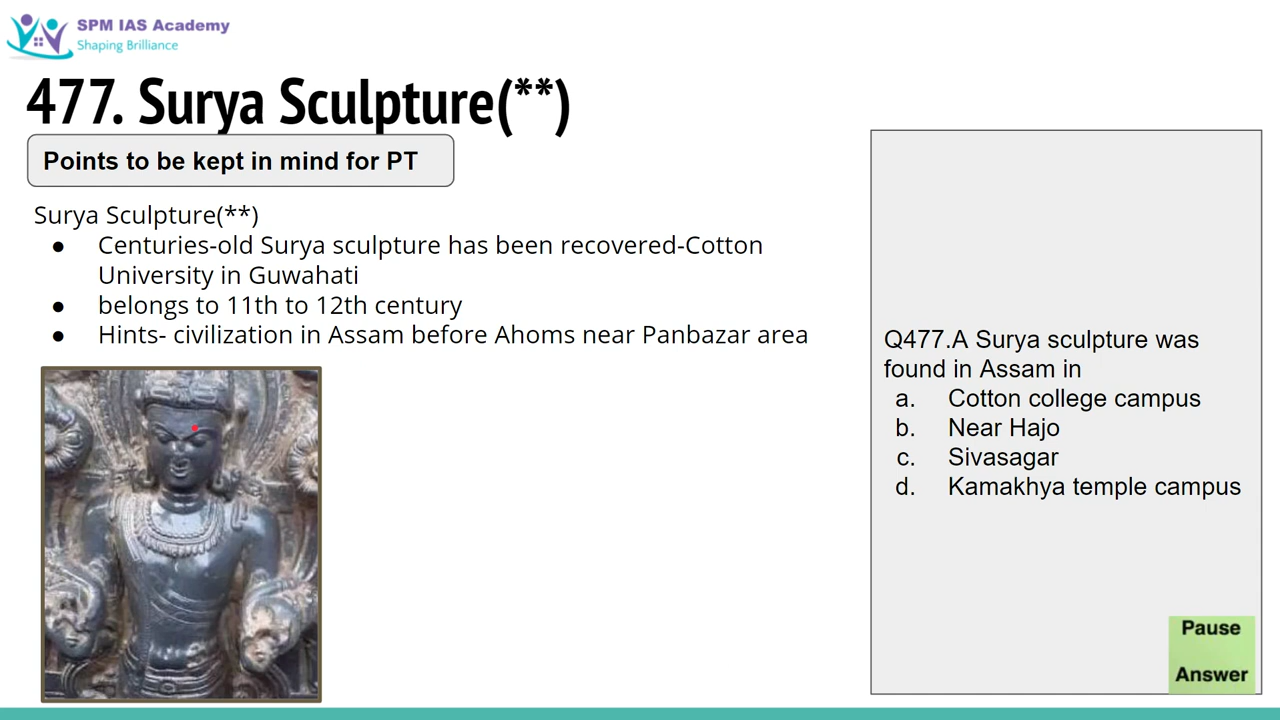 SPM IAS Academy
Shaping Brilliance
477. Surya Sculpture(**)
Points to be kept in mind for PT
Surya Sculpture(**)
● Centuries-old Surya sculpture has been recovered-Cotton
University in Guwahati
● belongs to 11th to 12th century
● Hints- civilization in Assam before Ahoms near Panbazar area
Q477.A Surya sculpture was
found in Assam in
a. Cotton college campus
b. Near Hajo
c. Sivasagar
d. Kamakhya temple campus
Pause
Answer